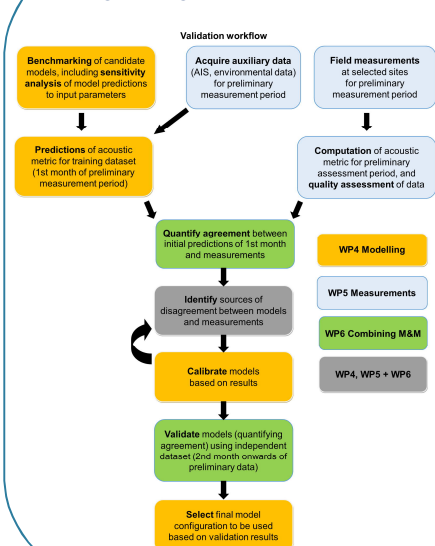 Validation workflow
Benchmarking of candidate
models, including sensitivity
analysis of model predictions
to input parameters
Acquire auxiliary data
(AIS, environmental data)
for preliminary
measurement period
Field measurements
at selected sites
for preliminary
measurement period
Predictions of acoustic
metric for training dataset
(1st month of preliminary
measurement period)
Computation of acoustic
metric for preliminary
assessment period, and
quality assessment of data
Quantify agreement between
initial predictions of 1st month
and measurements
WP4 Modelling
Identify sources of
disagreement between models
and measurements
WP5 Measurements
WP6 Combining M&M
Calibrate models
based on results
WP4, WP5 + WP6
Validate models (quantifying
agreement) using independent
dataset (2nd month onwards of
preliminary data)
Select final model
configuration to be used
based on validation results